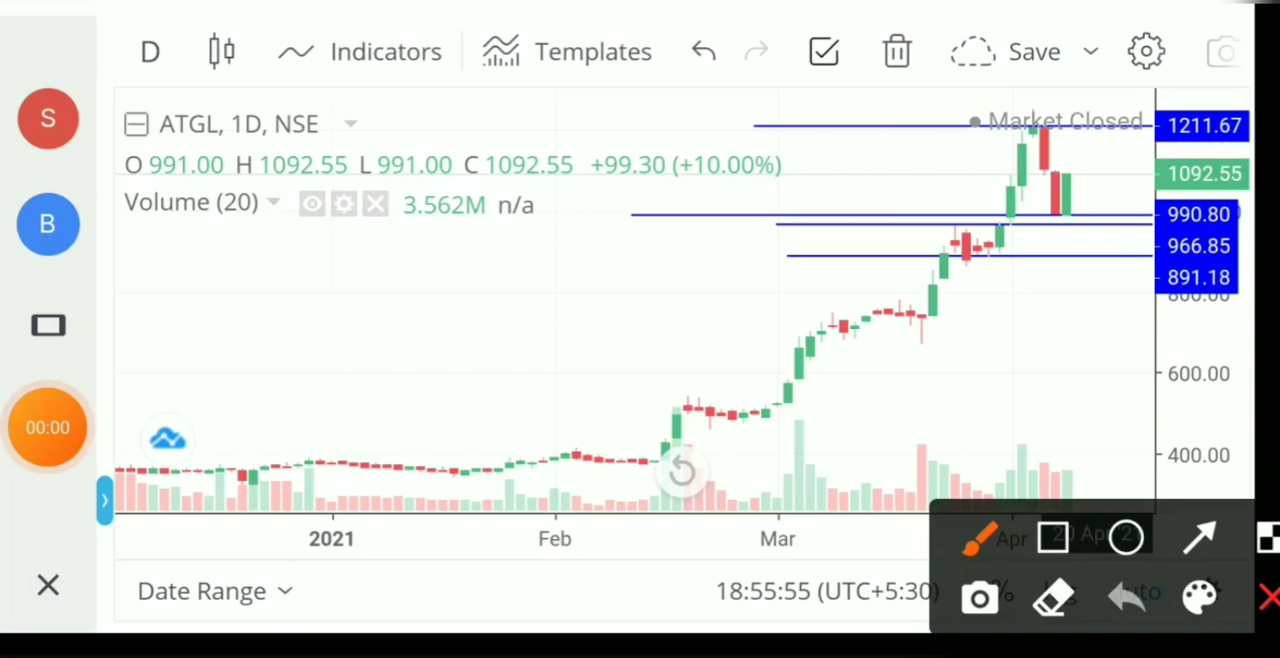 D Indicators Templates Save
S
B
00:00
ATGL, 1D, NSE
Market Closed
O 991.00 H 1092.55 L 991.00 C 1092.55 +99.30 (+10.00%)
Volume (20) 3.562M n/a
1211.67
1092.55
990.80
966.85
891.18
800.00
600.00
400.00
2021 Feb Mar Apr 20 Apr
Date Range 18:55:55 (UTC+5:30) %